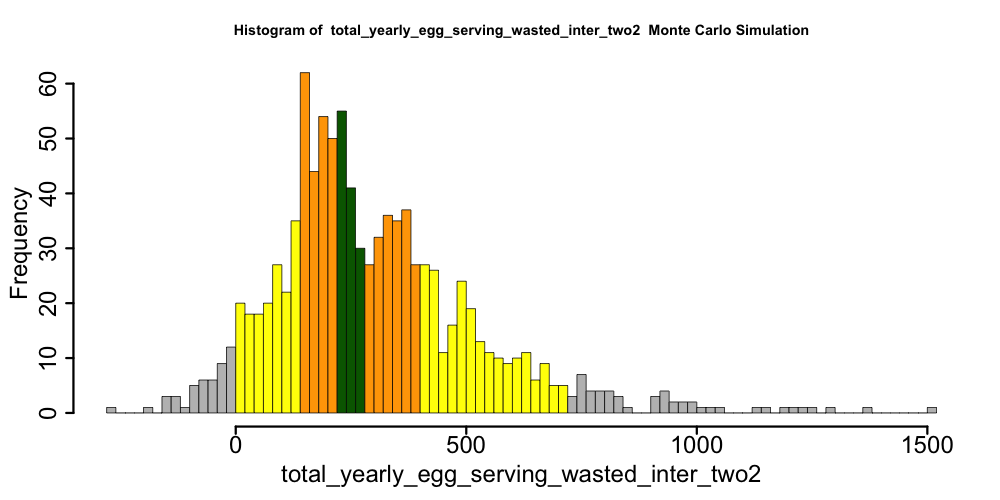 Histogram of  total_yearly_egg_serving_wasted_inter_two2  Monte Carlo Simulation
Frequency
60
50
40
30
20
10
0
0 500 1000 1500
total_yearly_egg_serving_wasted_inter_two2